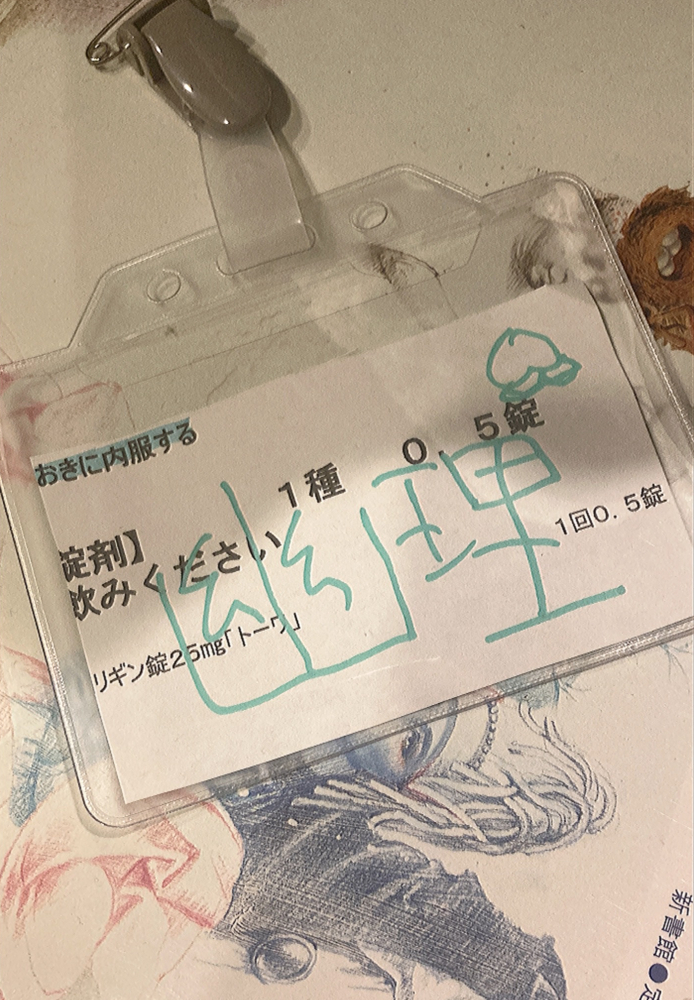 おきに内服する
1種 0.5錠
錠剤】
飲みください
1回0.5錠
リギン錠25mg「トーワ」
幽理
新書館●定